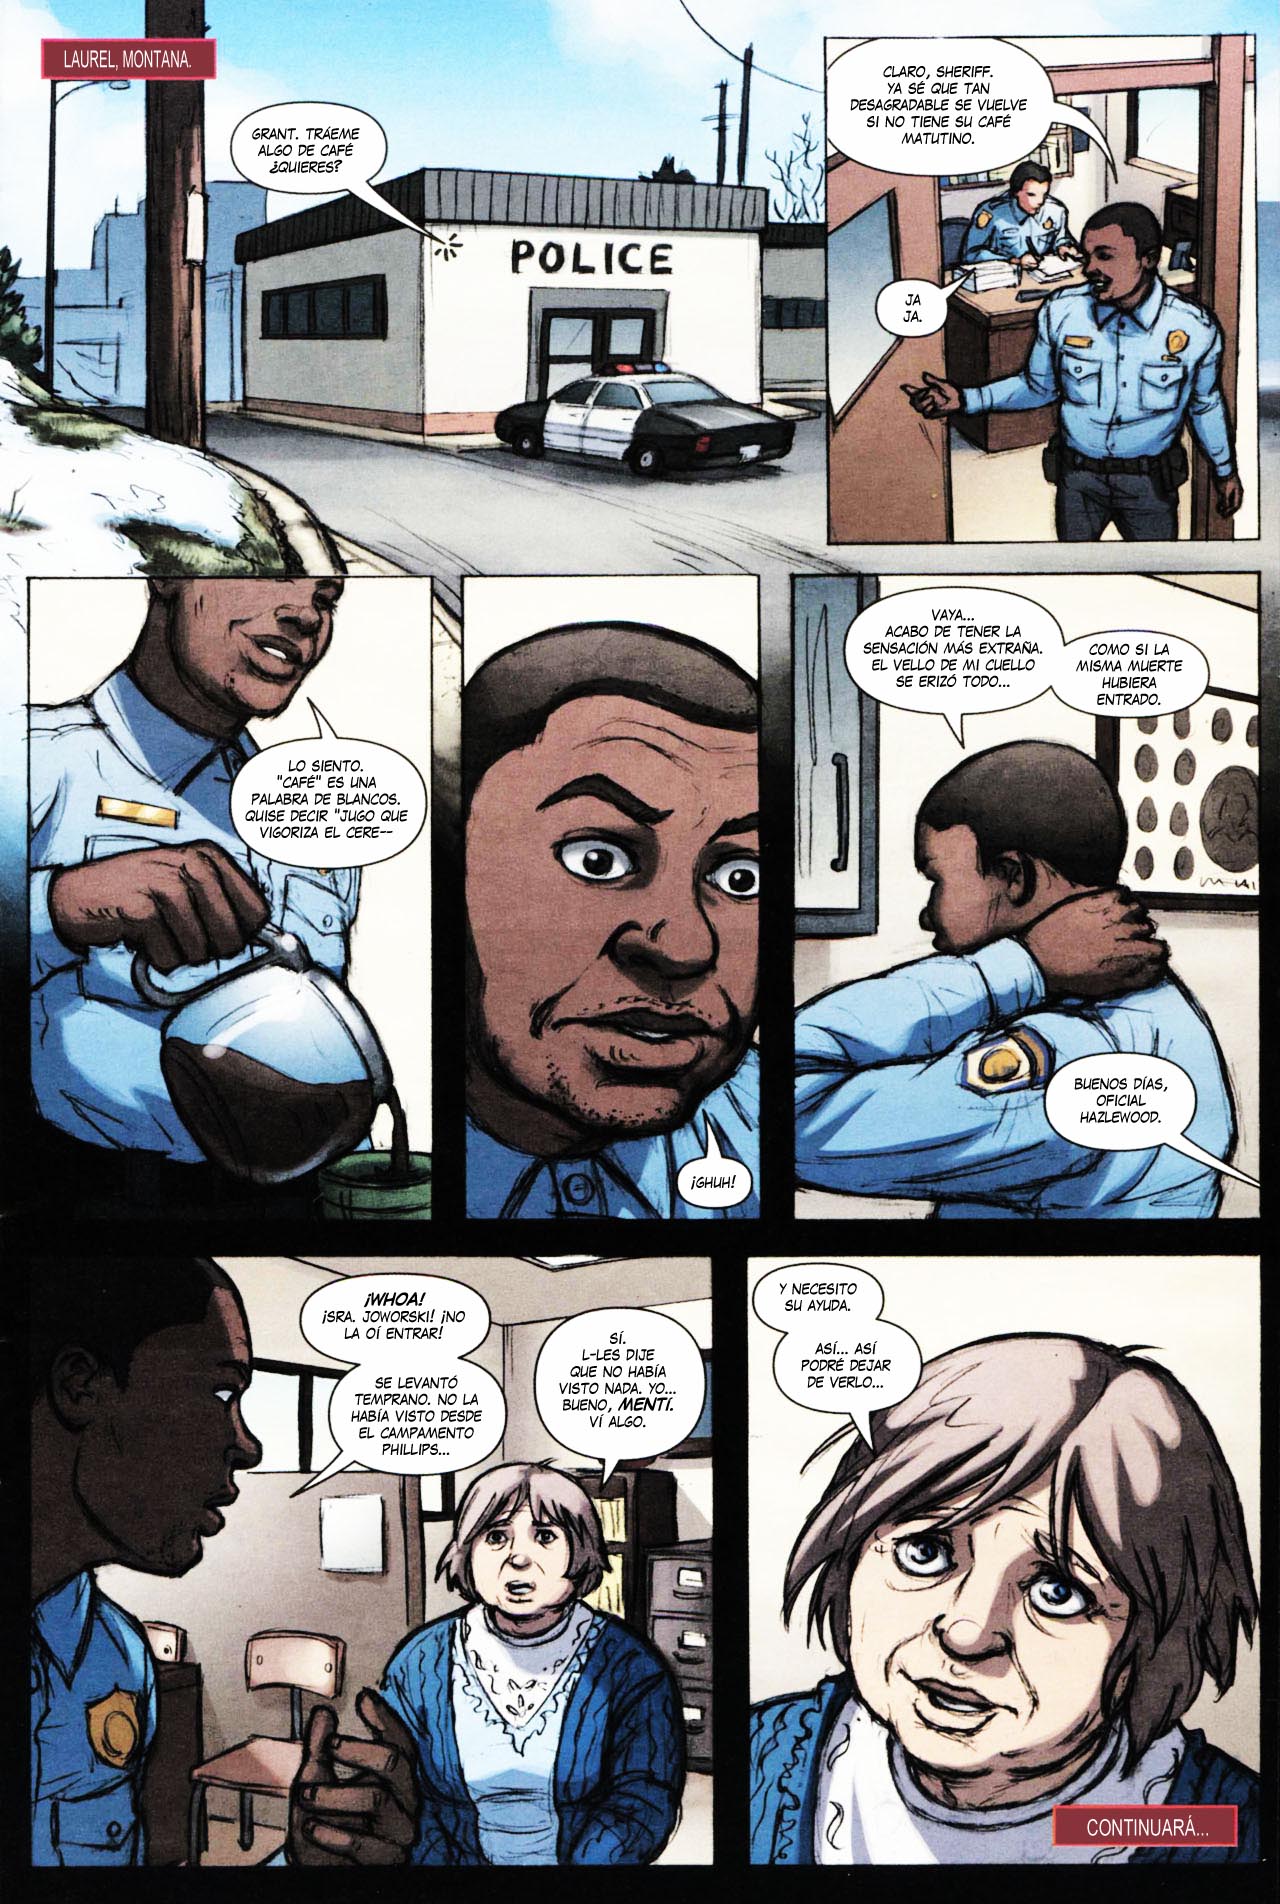 LAUREL, MONTANA.
GRANT. TRÁEME
ALGO DE CAFÉ
¿QUIERES?
POLICE
CLARO, SHERIFF.
YA SÉ QUE TAN
DESAGRADABLE SE VUELVE
SI NO TIENE SU CAFÉ
MATUTINO.
JA
JA.
LO SIENTO.
"CAFÉ" ES UNA
PALABRA DE BLANCOS.
QUISE DECIR "JUGO QUE
VIGORIZA EL CERE--
¡GHUH!
VAYA...
ACABO DE TENER LA
SENSACIÓN MÁS EXTRAÑA.
EL VELLO DE MI CUELLO
SE ERIZÓ TODO...
COMO SI LA
MISMA MUERTE
HUBIERA
ENTRADO.
BUENOS DÍAS,
OFICIAL
HAZLEWOOD.
¡WHOA!
¡SRA. JOWORSKI! ¡NO
LA OÍ ENTRAR!
SE LEVANTÓ
TEMPRANO. NO LA
HABÍA VISTO DESDE
EL CAMPAMENTO
PHILLIPS...
SÍ.
L-LES DIJE
QUE NO HABÍA
VISTO NADA. YO...
BUENO, MENTÍ.
VÍ ALGO.
Y NECESITO
SU AYUDA.
ASÍ... ASÍ
PODRÉ DEJAR
DE VERLO...
CONTINUARÁ...